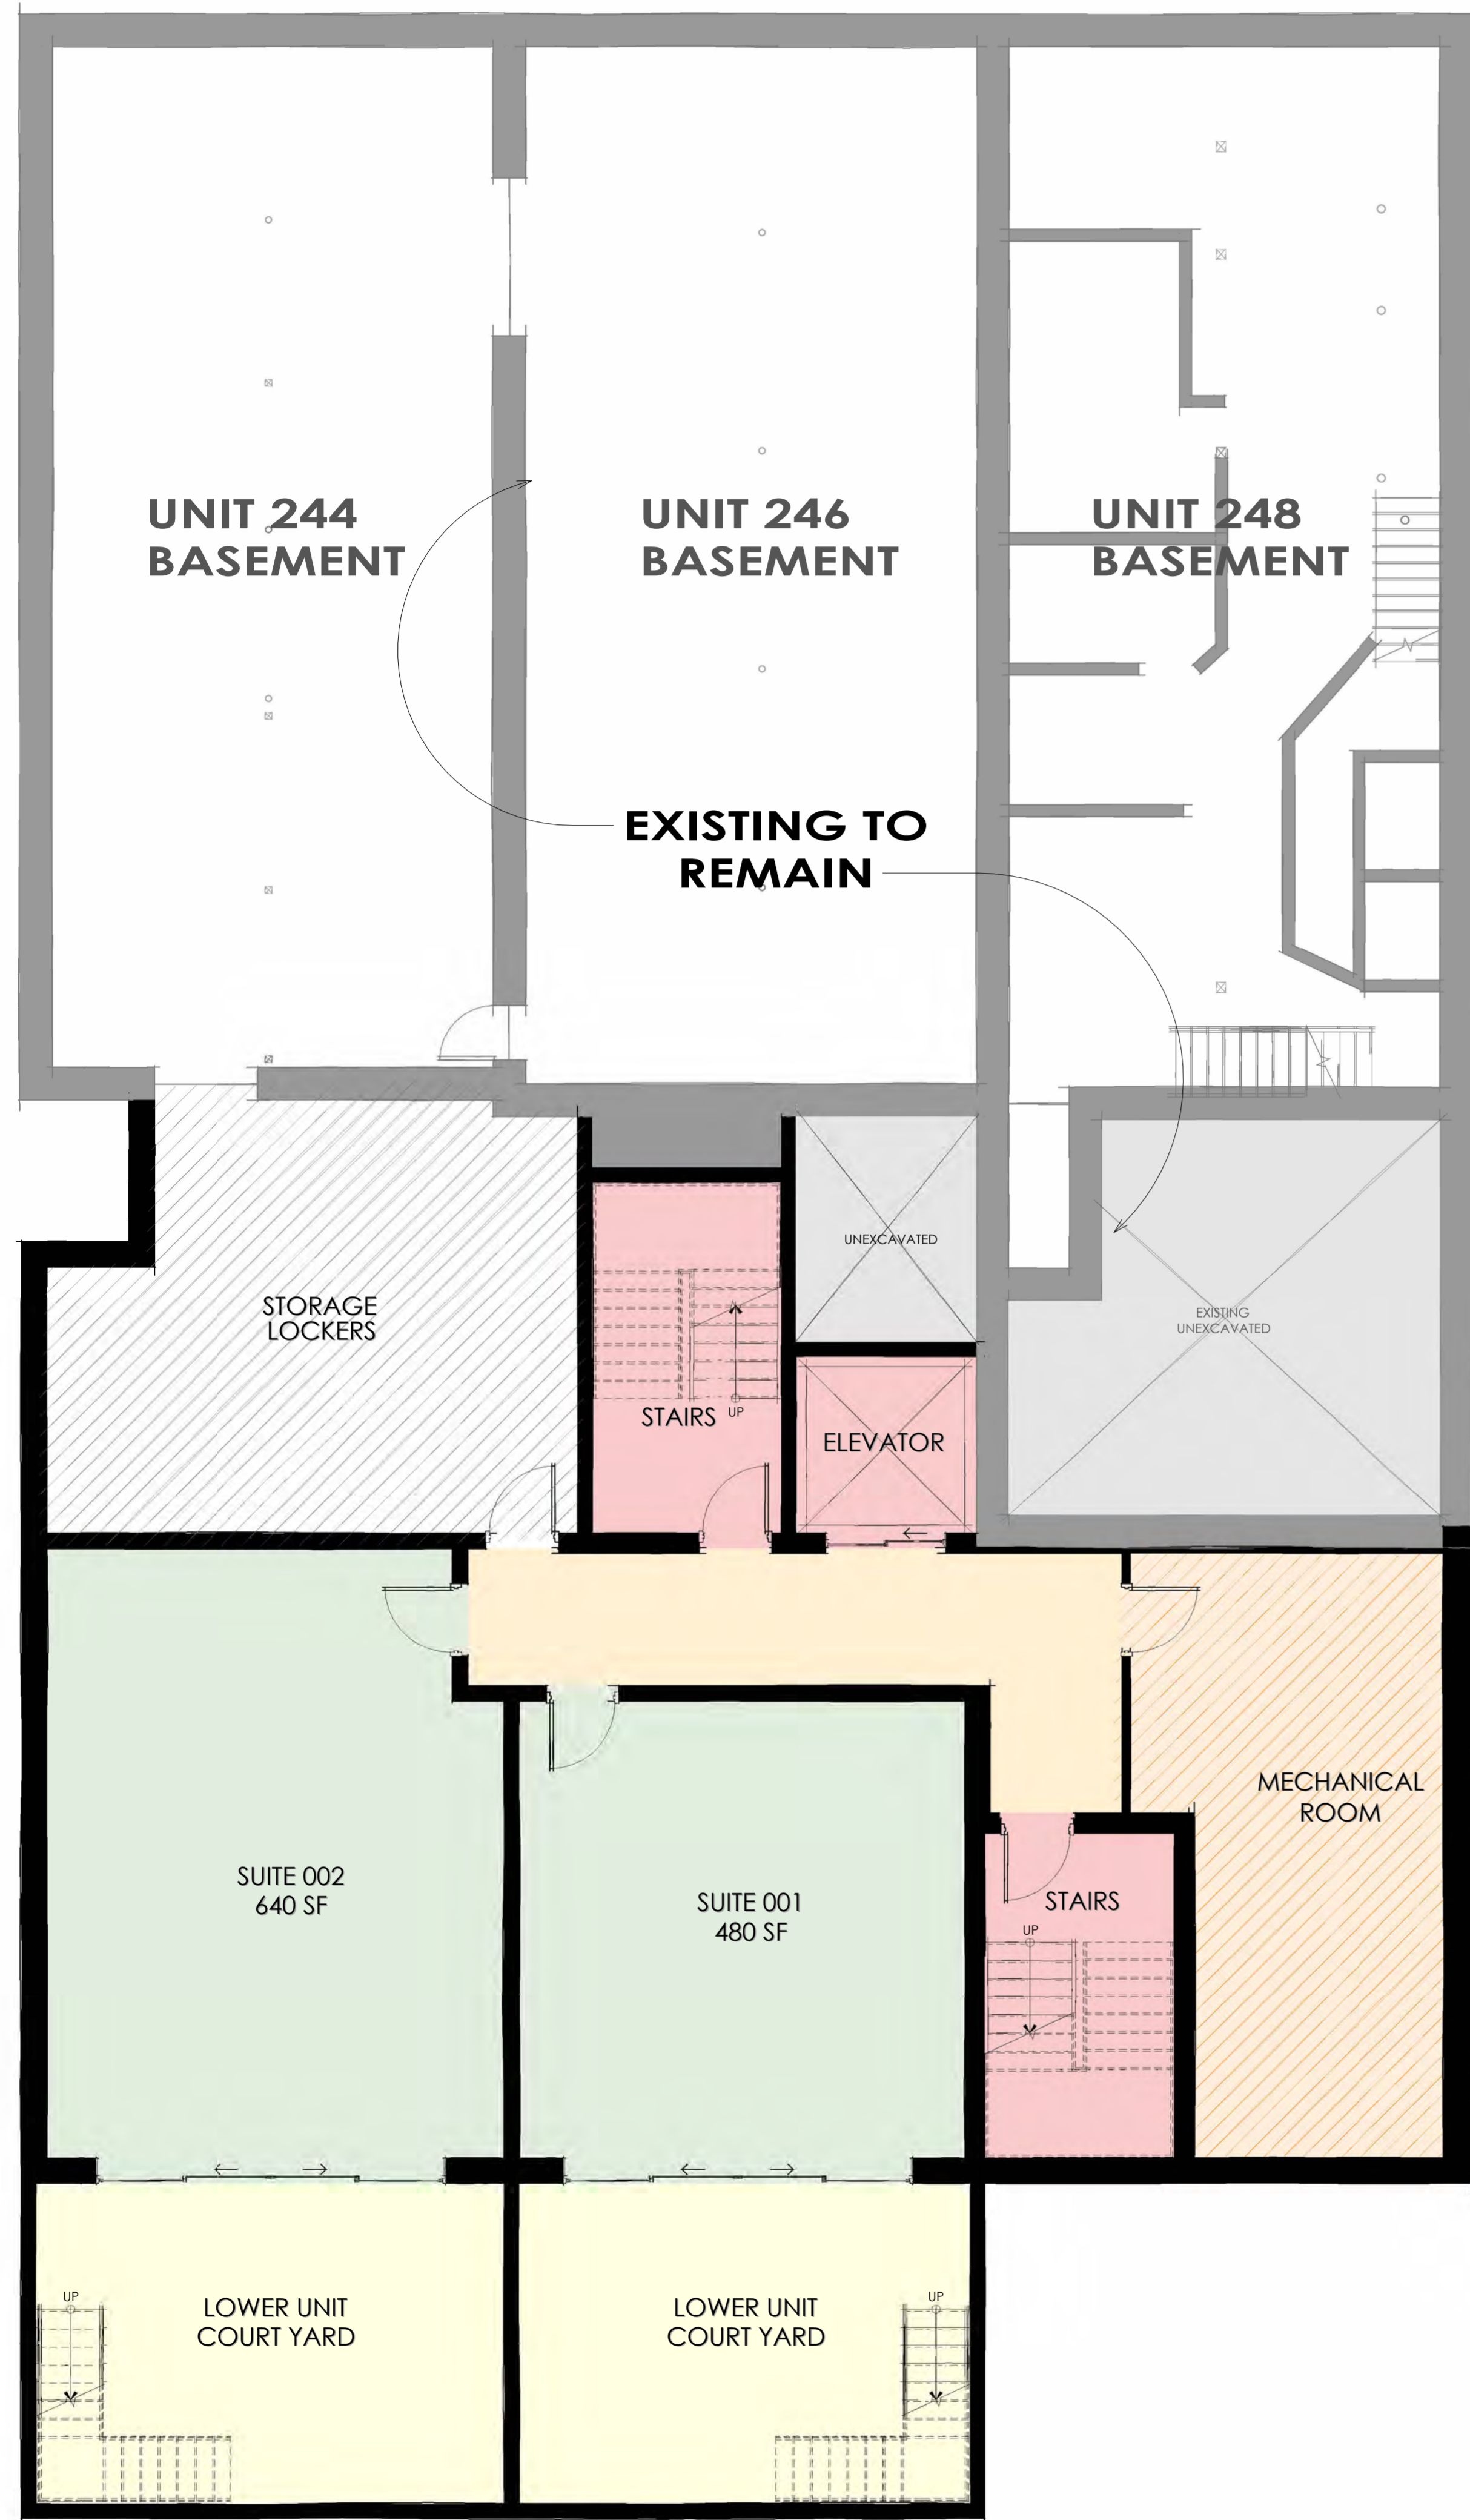 UNIT 244
BASEMENT
UNIT 246
BASEMENT
UNIT 248
BASEMENT
EXISTING TO
REMAIN
UNEXCAVATED
STORAGE
LOCKERS
EXISTING
UNEXCAVATED
STAIRS
UP
ELEVATOR
MECHANICAL
ROOM
SUITE 002
640 SF
SUITE 001
480 SF
STAIRS
UP
UP
LOWER UNIT
COURT YARD
LOWER UNIT
COURT YARD
UP